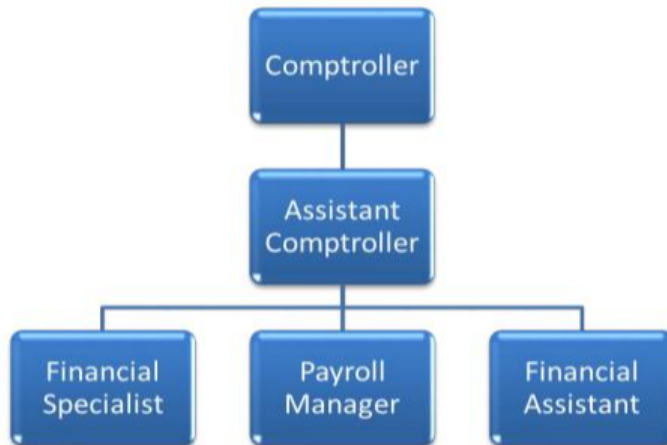 Comptroller
Assistant
Comptroller
Financial
Specialist
Payroll
Manager
Financial
Assistant